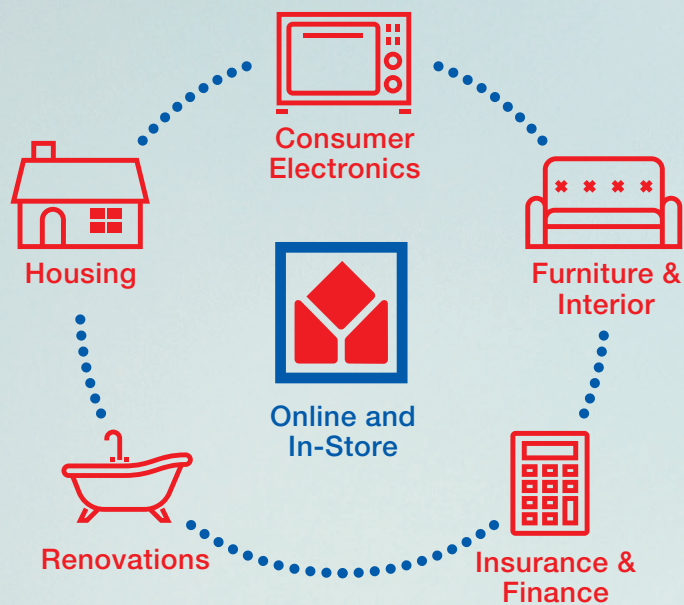 Consumer
Electronics
Housing
Furniture &
Interior
Online and
In-Store
Renovations
Insurance &
Finance